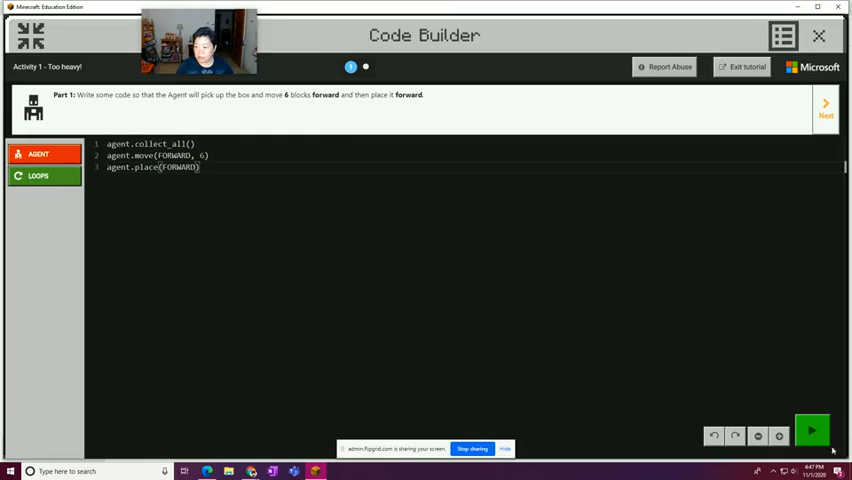 Minecraft: Education Edition
Code Builder
Activity 1 - Too heavy!
1
Report Abuse
Exit tutorial
Microsoft
Part 1: Write some code so that the Agent will pick up the box and move 6 blocks forward and then place it forward.
Next
AGENT
LOOPS
1 agent.collect_all()
2 agent.move(FORWARD, 6)
3 agent.place(FORWARD)
admin.flipgrid.com is sharing your screen.
Stop sharing
Hide
Type here to search
4:47 PM
11/1/2020